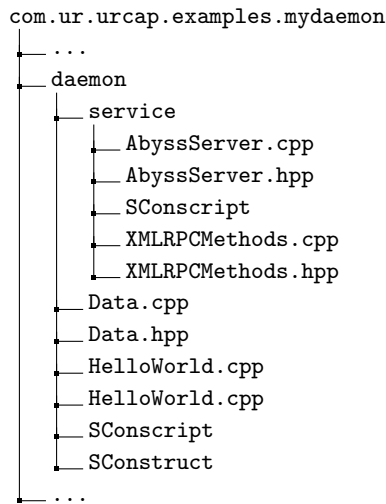 com.ur.urcap.examples.mydaemon
...
daemon
service
AbyssServer.cpp
AbyssServer.hpp
SConscript
XMLRPCMethods.cpp
XMLRPCMethods.hpp
Data.cpp
Data.hpp
HelloWorld.cpp
HelloWorld.cpp
SConscript
SConstruct
...